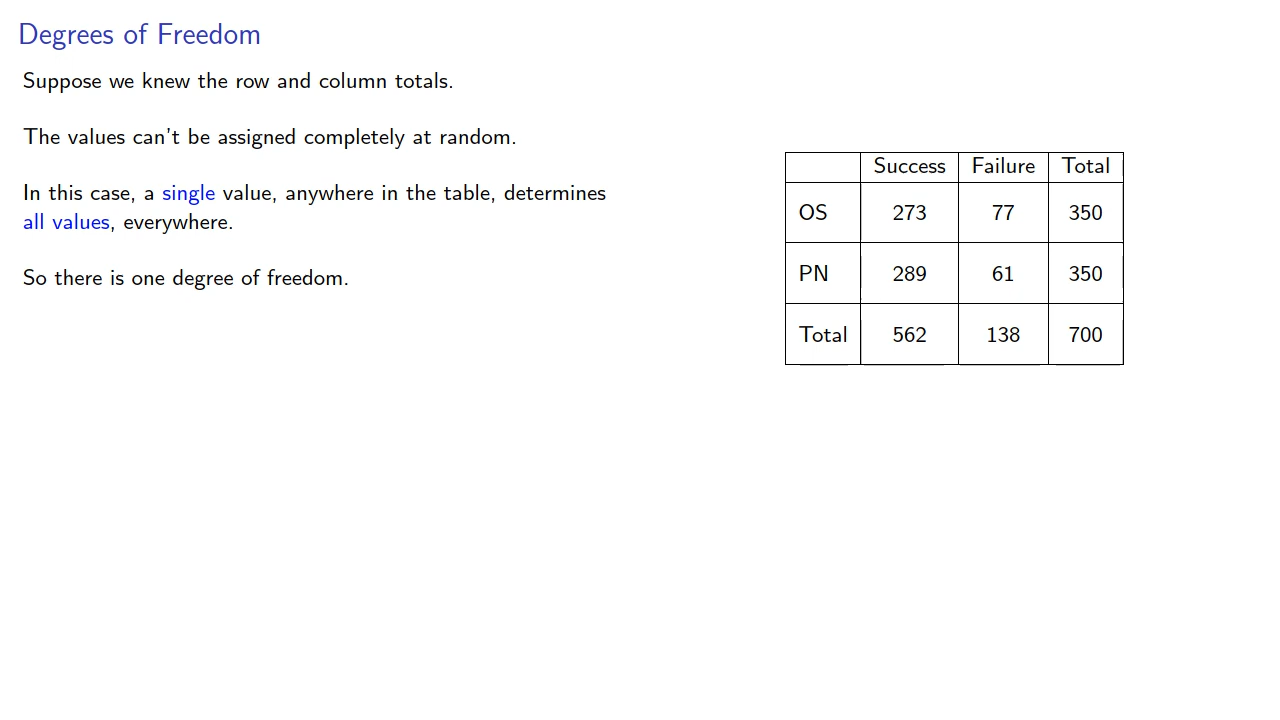 Degrees of Freedom
Suppose we knew the row and column totals.
The values can't be assigned completely at random.
In this case, a single value, anywhere in the table, determines
all values, everywhere.
So there is one degree of freedom.
Success Failure Total
OS 273 77 350
PN 289 61 350
Total 562 138 700